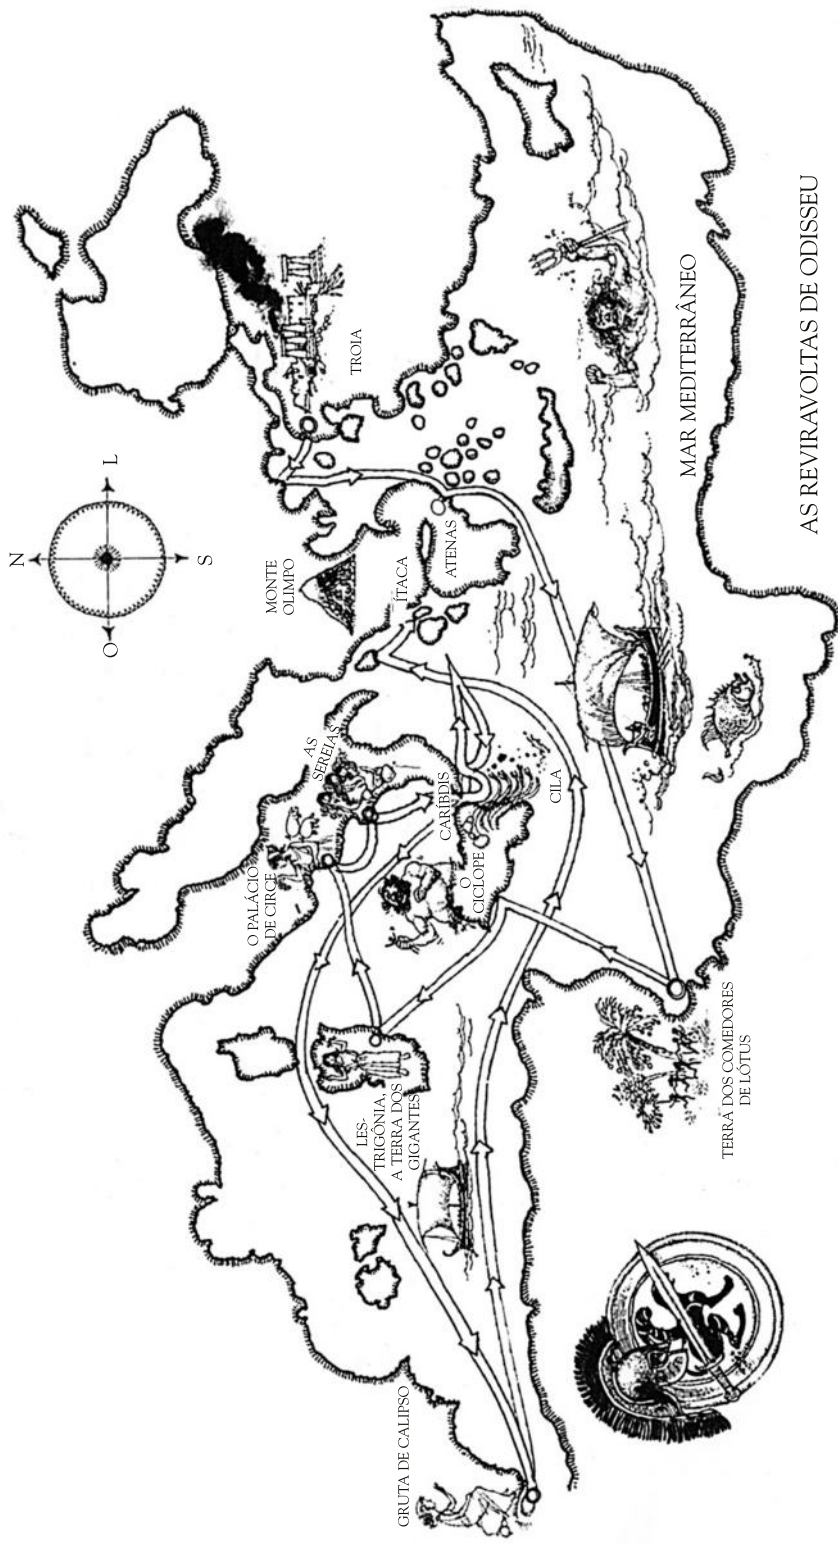 N
O
L
S
TROIA
MONTE
OLIMPO
ÍTACA
ATENAS
AS
SEREIAS
O PALÁCIO
DE CIRCE
CARÍBDIS
CILA
O
CICLOPE
LES-
TRIGÔNIA,
A TERRA DOS
GIGANTES
GRUTA DE CALIPSO
TERRA DOS COMEDORES
DE LÓTUS
MAR MEDITERRÂNEO
AS REVIRAVOLTAS DE ODISSEU